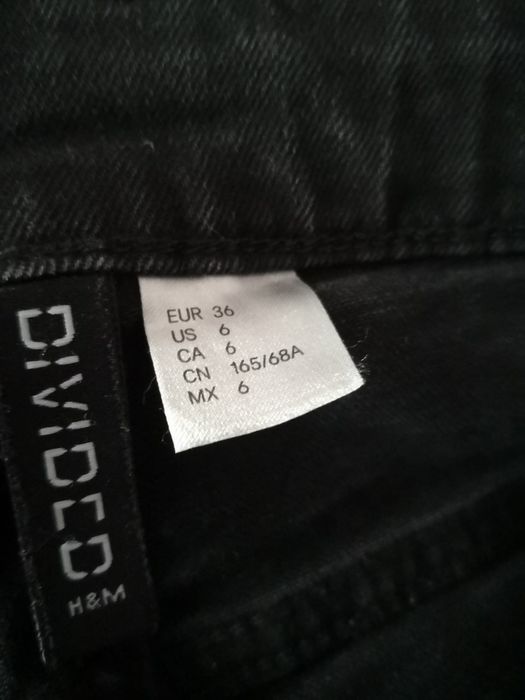 EUR 36
US 6
CA 6
CN 165/68A
MX 6
DIVIDED
H&M